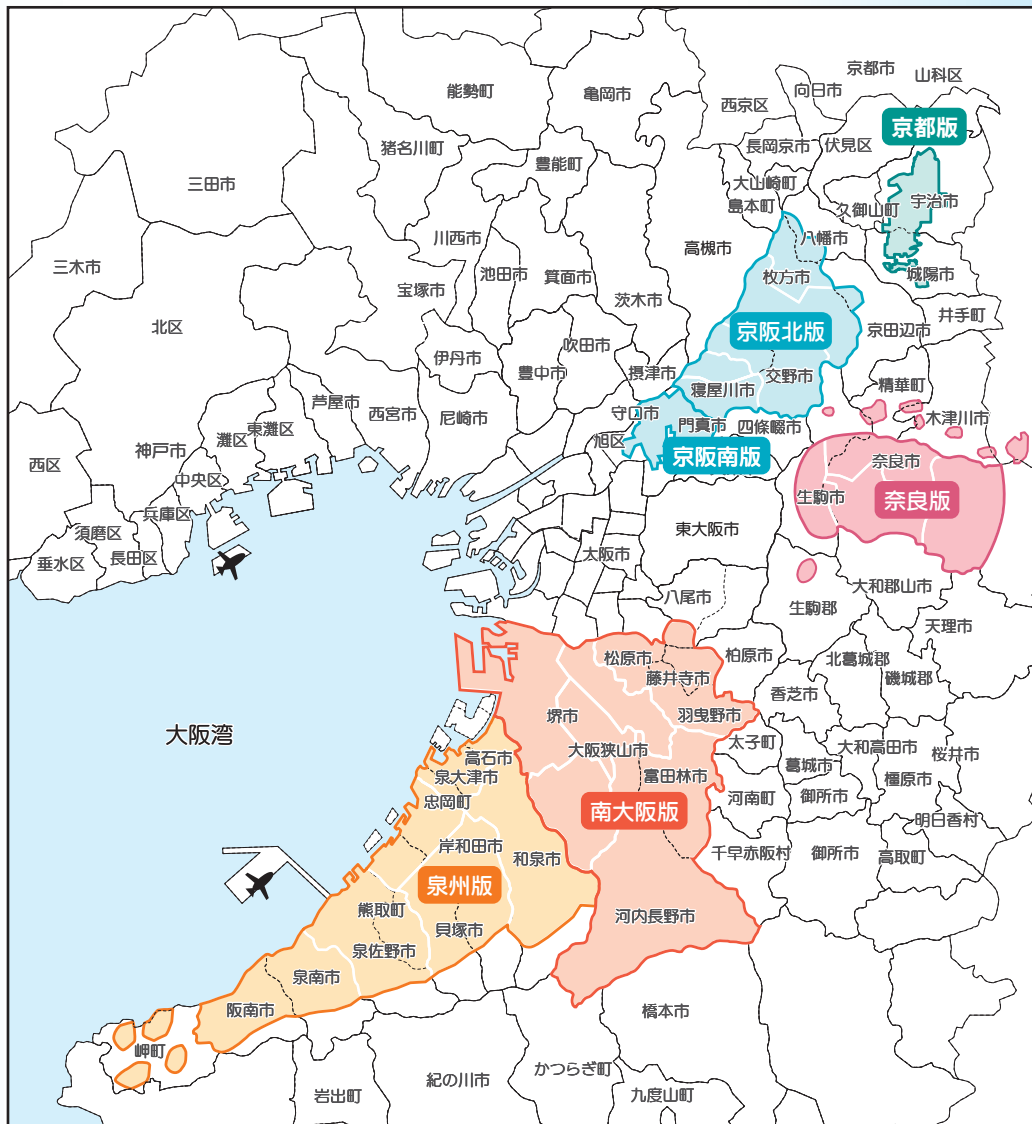 京都市
山科区
能勢町
亀岡市
西京区
向日市
京都版
猪名川町
長岡京市
伏見区
豊能町
三田市
大山崎町
島本町
久御山町
宇治市
川西市
高槻市
八幡市
三木市
池田市
箕面市
枚方市
城陽市
宝塚市
茨木市
北区
京阪北版
京田辺市
井手町
伊丹市
豊中市
吹田市
摂津市
寝屋川市
交野市
精華町
芦屋市
西宮市
尼崎市
守口市
門真市
四條畷市
木津川市
東灘区
灘区
神戸市
旭区
京阪南版
西区
中央区
奈良市
生駒市
奈良版
兵庫区
須磨区
長田区
垂水区
東大阪市
大阪市
八尾市
生駒郡
大和郡山市
天理市
松原市
藤井寺市
柏原市
北葛城郡
磯城郡
香芝市
大阪湾
堺市
羽曳野市
大阪狭山市
太子町
葛城市
大和高田市
桜井市
高石市
泉大津市
忠岡町
富田林市
河南町
御所市
橿原市
南大阪版
明日香村
岸和田市
和泉市
千早赤阪村
御所市
高取町
泉州版
熊取町
貝塚市
河内長野市
泉佐野市
泉南市
阪南市
橋本市
岬町
紀の川市
かつらぎ町
岩出町
九度山町